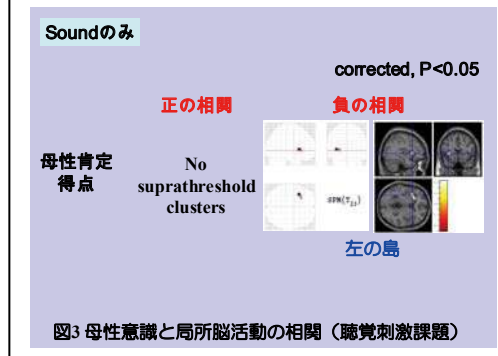 Soundのみ
corrected, P<0.05
正の相関
負の相関
母性肯定
得点
No
suprathreshold
clusters
左の島
図3 母性意識と局所脳活動の相関（聴覚刺激課題）